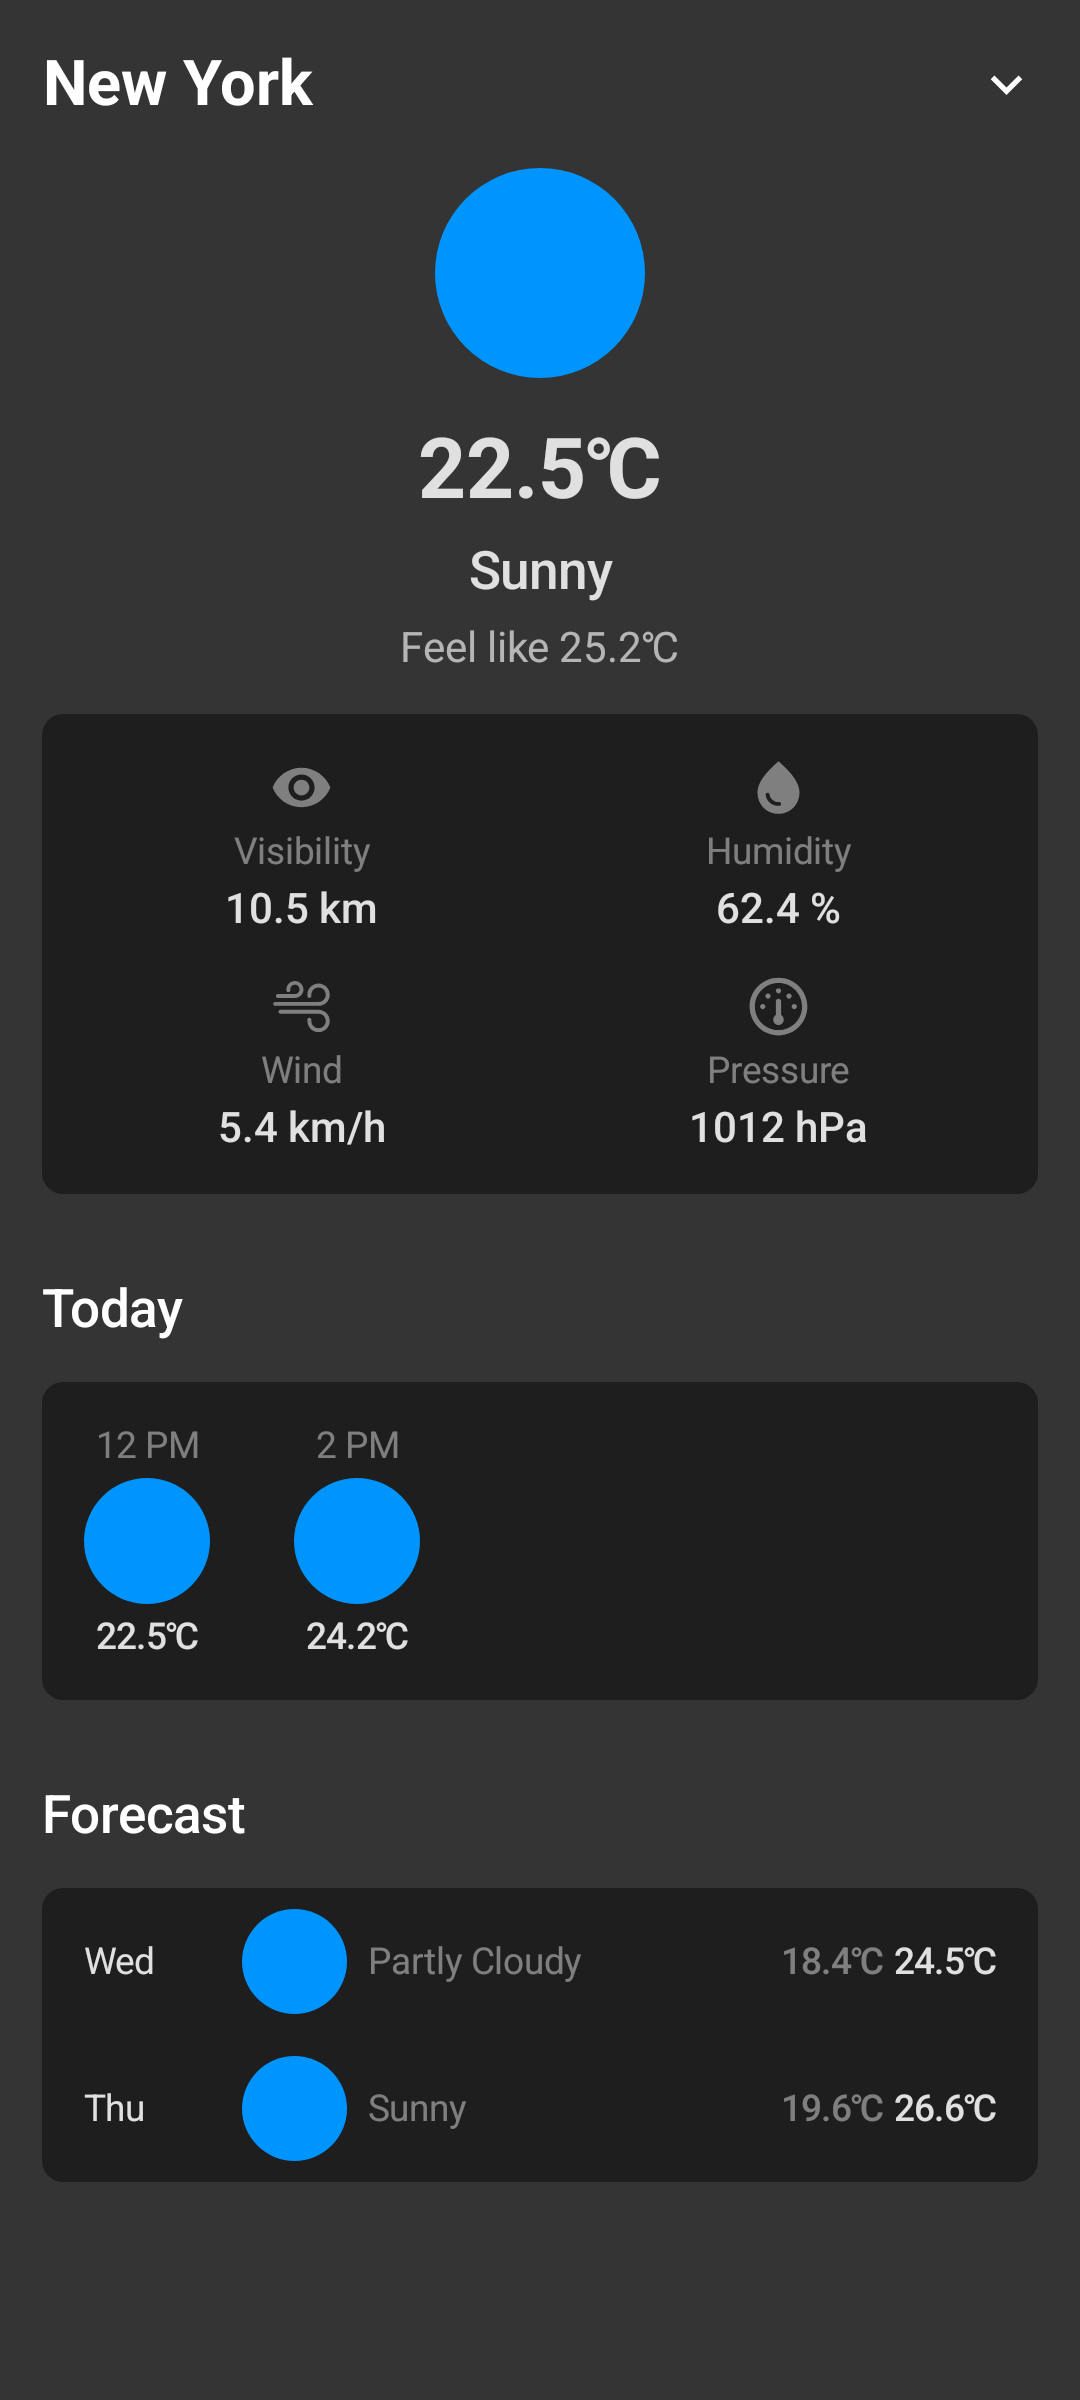 New York
22.5℃
Sunny
Feel like 25.2℃
Visibility
10.5 km
Humidity
62.4 %
Wind
5.4 km/h
Pressure
1012 hPa
Today
12 PM
22.5℃
2 PM
24.2℃
Forecast
Wed Partly Cloudy 18.4℃ 24.5℃
Thu Sunny 19.6℃ 26.6℃